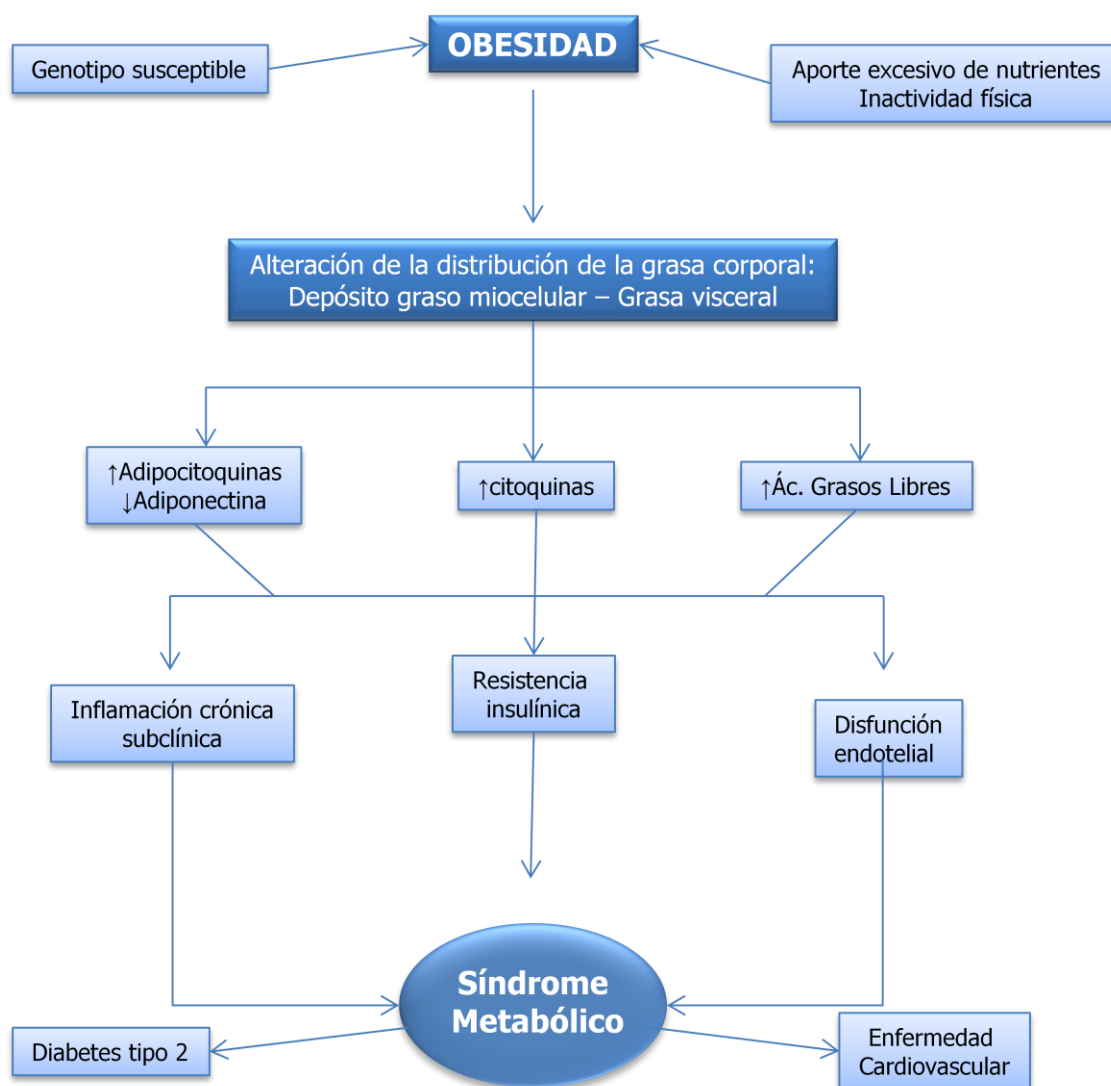 OBESIDAD
Genotipo susceptible
Aporte excesivo de nutrientes
Inactividad física
Alteración de la distribución de la grasa corporal:
Depósito graso miocelular – Grasa visceral
↑Adipocitoquinas
↓Adiponectina
↑citoquinas
↑Ác. Grasos Libres
Inflamación crónica
subclínica
Resistencia
insulínica
Disfunción
endotelial
Síndrome
Metabólico
Diabetes tipo 2
Enfermedad
Cardiovascular